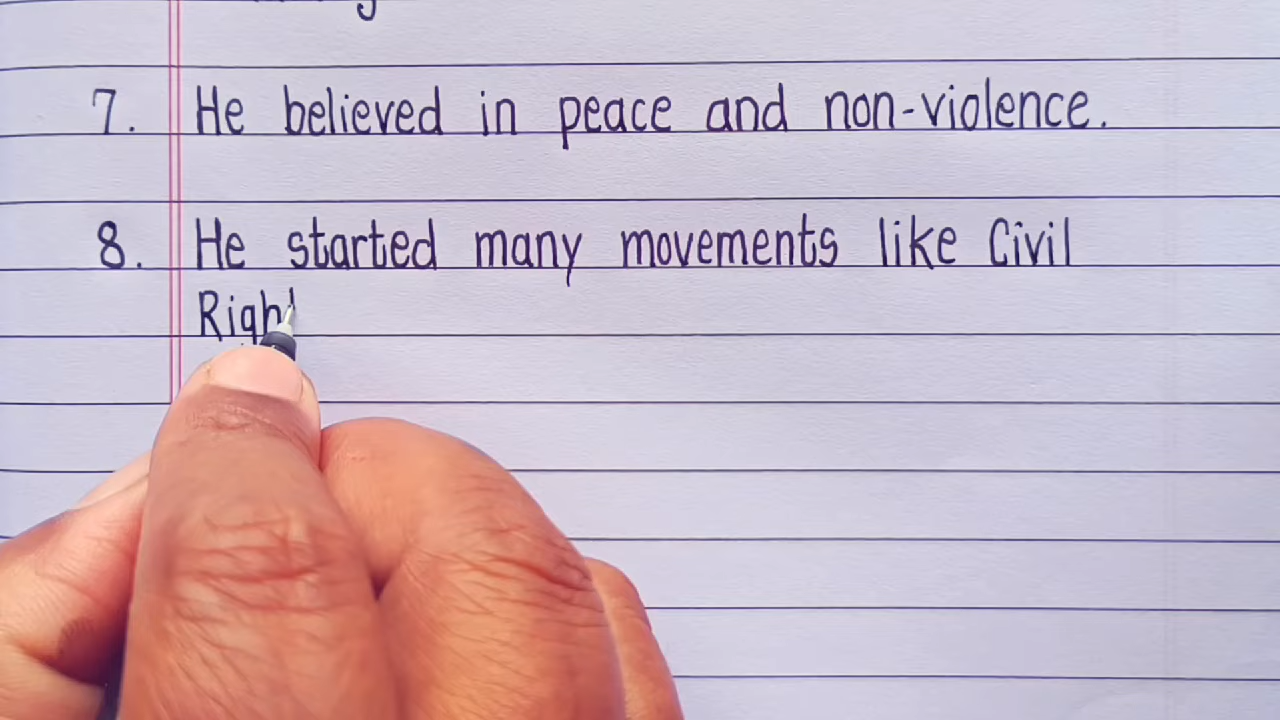 7. He believed in peace and non-violence.
8. He started many movements like Civil
Righ